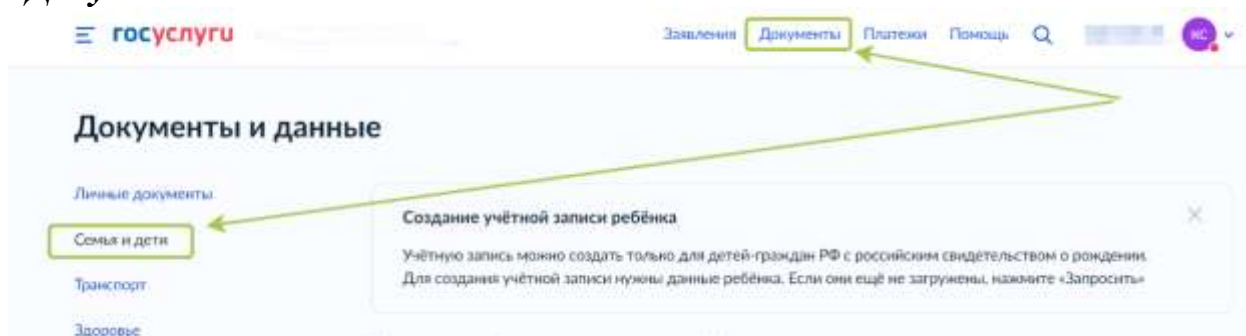 госуслуги
Заявления Документы Платежи Помощь КС
Документы и данные
Личные документы
Создание учётной записи ребёнка
Семья и дети
Учётную запись можно создать только для детей-граждан РФ с российским свидетельством о рождении.
Для создания учётной записи нужны данные ребёнка. Если они ещё не загружены, нажмите «Запросить»
Транспорт
Здоровье